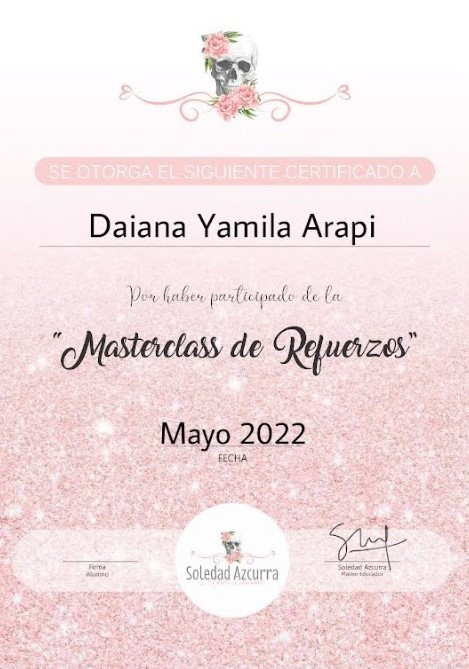 SE OTORGA EL SIGUIENTE CERTIFICADO A
Daiana Yamila Arapi
Por haber participado de la
"Masterclass de Refuerzos"
Mayo 2022
FECHA
Firma
Alumno
Soledad Azcurra
Soledad Azcurra
Master Educador